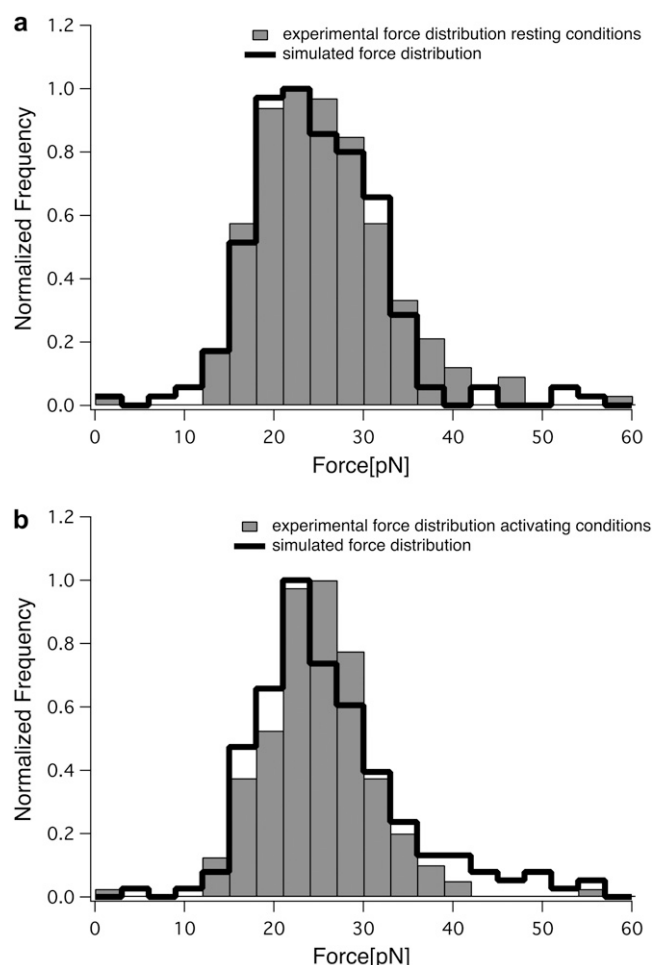 a
1.2
experimental force distribution resting conditions
simulated force distribution
1.0
0.8
0.6
0.4
0.2
0.0
Normalized Frequency
0 10 20 30 40 50 60
Force[pN]
b
1.2
experimental force distribution activating conditions
simulated force distribution
1.0
0.8
0.6
0.4
0.2
0.0
Normalized Frequency
0 10 20 30 40 50 60
Force[pN]